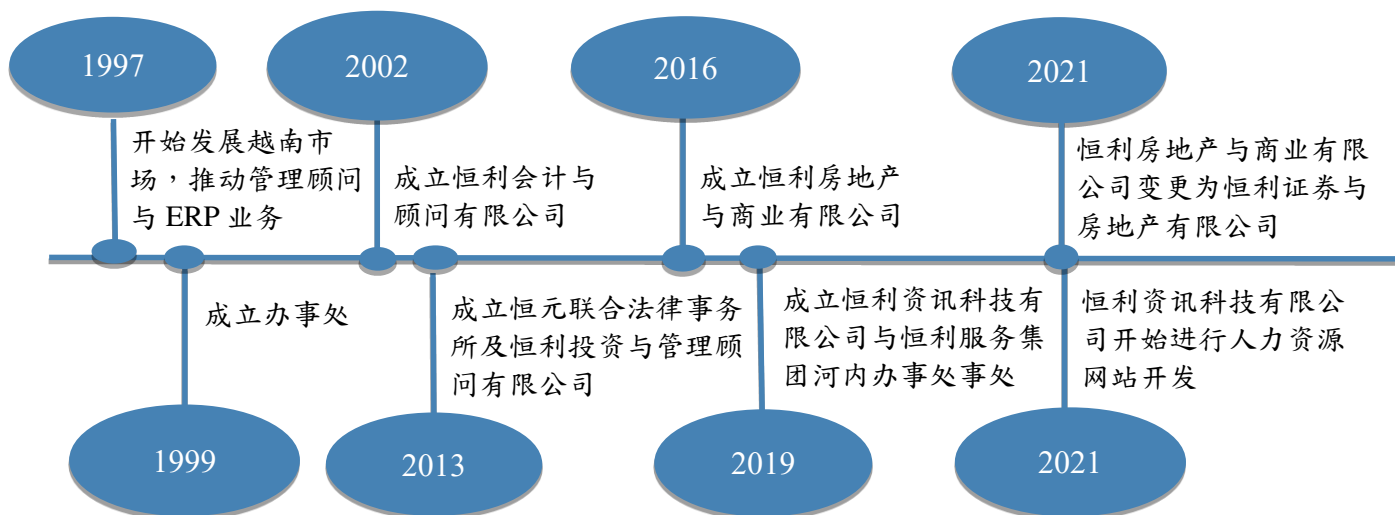 1997
开始发展越南市
场，推动管理顾问
与 ERP 业务
1999
成立办事处
2002
成立恒利会计与
顾问有限公司
2013
成立恒元联合法律事务
所及恒利投资与管理顾
问有限公司
2016
成立恒利房地产
与商业有限公司
2019
成立恒利资讯科技有
限公司与恒利服务集
团河内办事处事处
2021
恒利房地产与商业有限
公司变更为恒利证券与
房地产有限公司
2021
恒利资讯科技有限公
司开始进行人力资源
网站开发